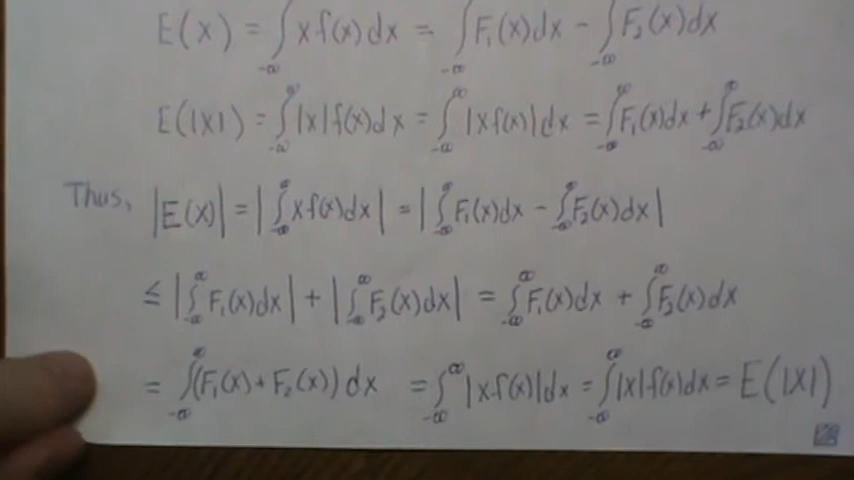 E(X) = ∫_{-∞} x f(x) dx = ∫_{-∞} F₁(x) dx - ∫_{-∞} F₂(x) dx
E(|X|) = ∫_{-∞}^{∞} |x| f(x) dx = ∫_{-∞}^{∞} |x f(x)| dx = ∫_{-∞}^{∞} F₁(x) dx + ∫_{-∞}^{∞} F₂(x) dx
Thus, |E(X)| = | ∫_{-∞}^{∞} x f(x) dx | = | ∫_{-∞}^{∞} F₁(x) dx - ∫_{-∞}^{∞} F₂(x) dx |
≤ | ∫_{-∞}^{∞} F₁(x) dx | + | ∫_{-∞}^{∞} F₂(x) dx | = ∫_{-∞}^{∞} F₁(x) dx + ∫_{-∞}^{∞} F₂(x) dx
= ∫_{-∞}^{∞} (F₁(x) + F₂(x)) dx = ∫_{-∞}^{∞} |x f(x)| dx = ∫_{-∞}^{∞} |x| f(x) dx = E(|X|)